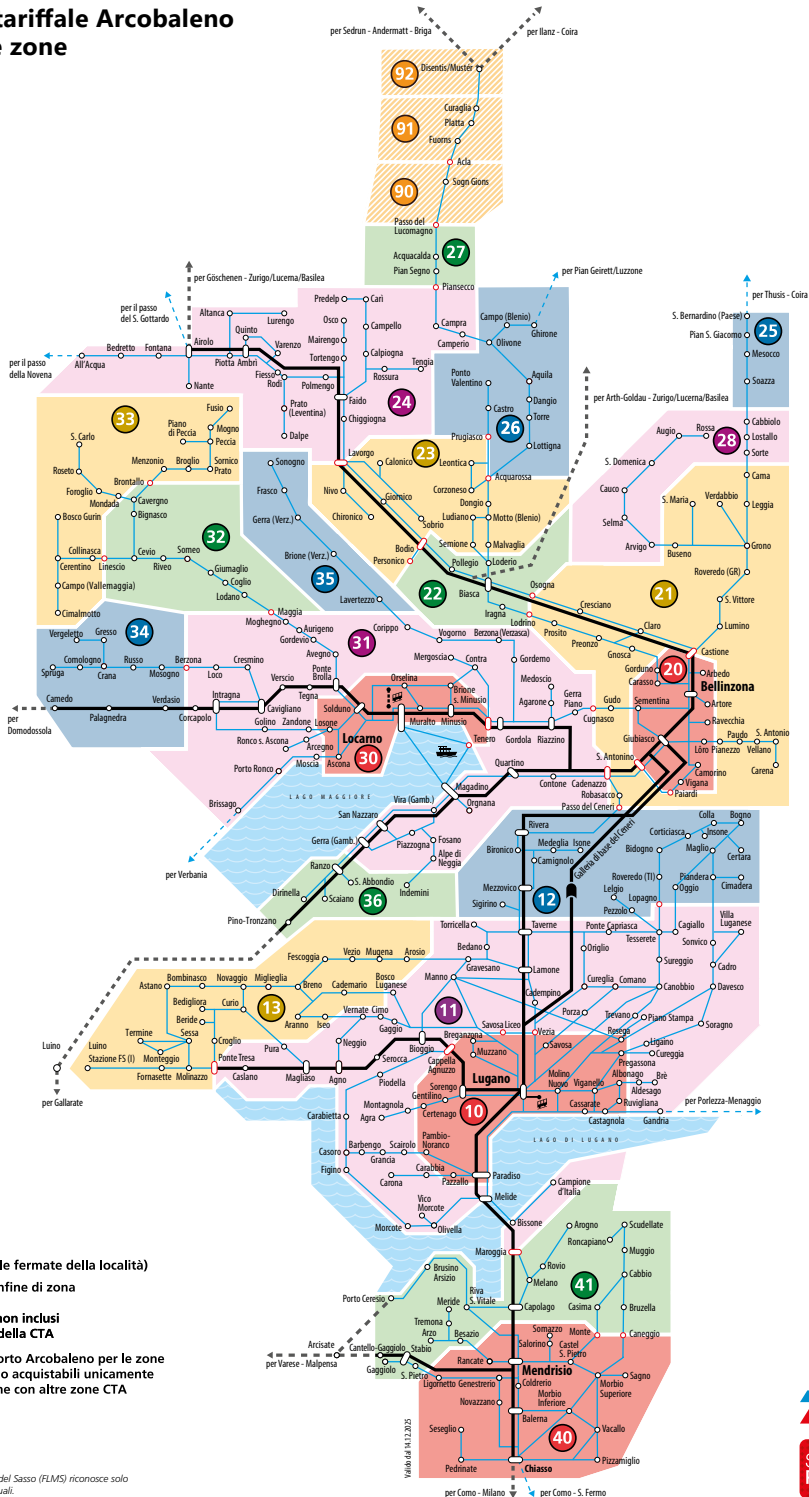 tariffale Arcobaleno
e zone
per Sedrun - Andermatt - Briga
per Ilanz - Coira
92
Disentis/Mustér
91
Curaglia
Platta
Fuorns
Acla
90
Sogn Gions
Passo del
Lucomagno
27
Acquacalda
Pian Segno
Piansecco
per Göschenen - Zurigo/Lucerna/Basilea
per Pian Geirett/Luzzone
per Thusis - Coira
per il passo
del S. Gottardo
per il passo
della Novena
All'Acqua
Bedretto
Fontana
Airolo
Nante
Altanca
Lurengo
Quinto
Varenzo
Piotta
Ambrì
Fiesso
Rodi
Prato
(Leventina)
Dalpe
Polmengo
Predelp
Carì
Osco
Campello
Mairengo
Calpiogna
Tortengo
Tengia
Rossura
Faido
Chiggiogna
24
Campra
Camperio
Olivone
Campo (Blenio)
Ghirone
Aquila
Dangio
Torre
Lottigna
Ponto
Valentino
Castro
26
Prugiasco
Acquarossa
S. Bernardino (Paese)
25
Pian S. Giacomo
Mesocco
Soazza
per Arth-Goldau - Zurigo/Lucerna/Basilea
Cabbiolo
Lostallo
Sorte
28
Augio
Rossa
S. Domenica
Cauco
Selma
Arvigo
Buseno
S. Maria
Verdabbio
Cama
Leggia
Grono
Roveredo (GR)
S. Vittore
Lumino
21
33
Fusio
Piano
di Peccia
Mogno
Peccia
S. Carlo
Menzonio
Broglio
Sornico
Prato
Roseto
Brontallo
Foroglio
Mondada
Cavergno
Bignasco
Bosco Gurin
Collinasca
Cerentino
Linescio
Cevio
Riveo
Someo
Giumaglio
Coglio
Lodano
32
Campo (Vallemaggia)
Cimalmotto
Sonogno
Frasco
Gerra (Verz.)
Brione (Verz.)
35
Lavertezzo
Lavorgo
23
Calonico
Leontica
Corzoneso
Nivo
Giornico
Chironico
Sobrio
Dongio
Ludiano
Motto (Blenio)
Semione
Malvaglia
Bodio
Personico
Pollegio
Loderio
22
Biasca
Iragna
Osogna
Lodrino
Cresciano
Prosito
Claro
Preonzo
Gnosca
Castione
34
Vergeletto
Gresso
Spruga
Comologno
Crana
Russo
Mosogno
Berzona
Loco
Cresmino
Camedo
Palagnedra
Verdasio
Corcapolo
Intragna
Cavigliano
Verscio
Tegna
Ponte
Brolla
per
Domodossola
Maggia
Moghegno
Aurigeno
Gordevio
Avegno
31
Corippo
Vogorno
Berzona (Verzasca)
Mergoscia
Contra
Gordemo
Medoscio
Agarone
Gerra
Piano
Gudo
Cugnasco
Orselina
Brione
s. Minusio
Solduno
Muralto
Minusio
Locarno
30
Tenero
Gordola
Riazzino
Golino
Zandone
Losone
Ronco s. Ascona
Arcegno
Moscia
Ascona
Porto Ronco
Brissago
LAGO MAGGIORE
per Verbania
20
Gorduno
Carasso
Arbedo
Bellinzona
Artore
Sementina
Ravecchia
Giubiasco
Lôro
Pianezzo
Paudo
Vellano
S. Antonio
Carena
Camorino
Vigana
Paiardi
S. Antonino
Cadenazzo
Contone
Robasacco
Passo del Ceneri
Quartino
Magadino
Orgnana
Vira (Gamb.)
San Nazzaro
Gerra (Gamb.)
Piazzogna
Fosano
Alpe di
Neggia
Indemini
Ranzo
S. Abbondio
Dirinella
Scaiano
36
Pino-Tronzano
Galleria di base del Ceneri
Rivera
Bironico
Medeglia
Isone
Camignolo
Mezzovico
Sigirino
12
Colla
Bogno
Corticiasca
Insone
Bidogno
Maglio
Certara
Roveredo (TI)
Piandera
Lelgio
Oggio
Cimadera
Lopagno
Pezzolo
Torricella
Taverne
Ponte Capriasca
Tesserete
Cagiallo
Villa
Luganese
Sonvico
Bedano
Gravesano
Origlio
Sureggio
Cadro
Manno
Lamone
Cureglia
Comano
Canobbio
Davesco
Cadempino
Porza
Trevano
Piano Stampa
Soragno
Fescoggia
Vezio
Mugena
Arosio
Bombinasco
Novaggio
Miglieglia
Astano
Breno
Cademario
Bosco
Luganese
Bedigliora
Curio
13
Beride
Aranno
Iseo
Vernate
Cimo
Gaggio
11
Savosa Liceo
Vezia
Savosa
Resega
Ligaino
Cureggia
Pregassona
Luino
Luino
Stazione FS (I)
Termine
Sessa
Monteggio
Croglio
Pura
Fornasette
Molinazzo
Ponte Tresa
Caslano
Magliaso
Neggio
Agno
Serocca
Bioggio
Cappella
Agnuzzo
Breganzona
Muzzano
per Gallarate
Lugano
Molino
Nuovo
Viganello
Albonago
Brè
Aldesago
Ruvigliana
Cassarate
Castagnola
Gandria
per Porlezza-Menaggio
Piodella
Sorengo
Gentilino
10
Montagnola
Agra
Certenago
Carabietta
Casoro
Barbengo
Scairolo
Pambio-
Noranco
Grancia
Figino
Carabbia
Pazzallo
Carona
Paradiso
LAGO DI LUGANO
Vico
Morcote
Melide
Morcote
Olivella
Campione
d'Italia
Bissone
Maroggia
Arogno
Scudellate
Roncapiano
Muggio
Rovio
Cabbio
Melano
41
Casima
Bruzella
Capolago
Brusino
Arsizio
Porto Ceresio
Riva
S. Vitale
Meride
Tremona
Arzo
Besazio
Somazzo
Monte
Caneggio
Salorino
Castel
S. Pietro
Arcisate
Cantello-Gaggiolo
Stabio
Gaggiolo
S. Pietro
per Varese - Malpensa
Rancate
Mendrisio
Ligornetto
Genestrerio
Coldrerio
Sagno
Morbio
Superiore
Morbio
Inferiore
Novazzano
Balerna
Seseglio
40
Vacallo
Pedrinate
Chiasso
Pizzamiglio
per Como - Milano
per Como - S. Fermo
Valido dal 14.12.2025
le fermate della località)
nfine di zona
non inclusi
della CTA
orto Arcobaleno per le zone
o acquistabili unicamente
ne con altre zone CTA
del Sasso (FLMS) riconosce solo
uali.